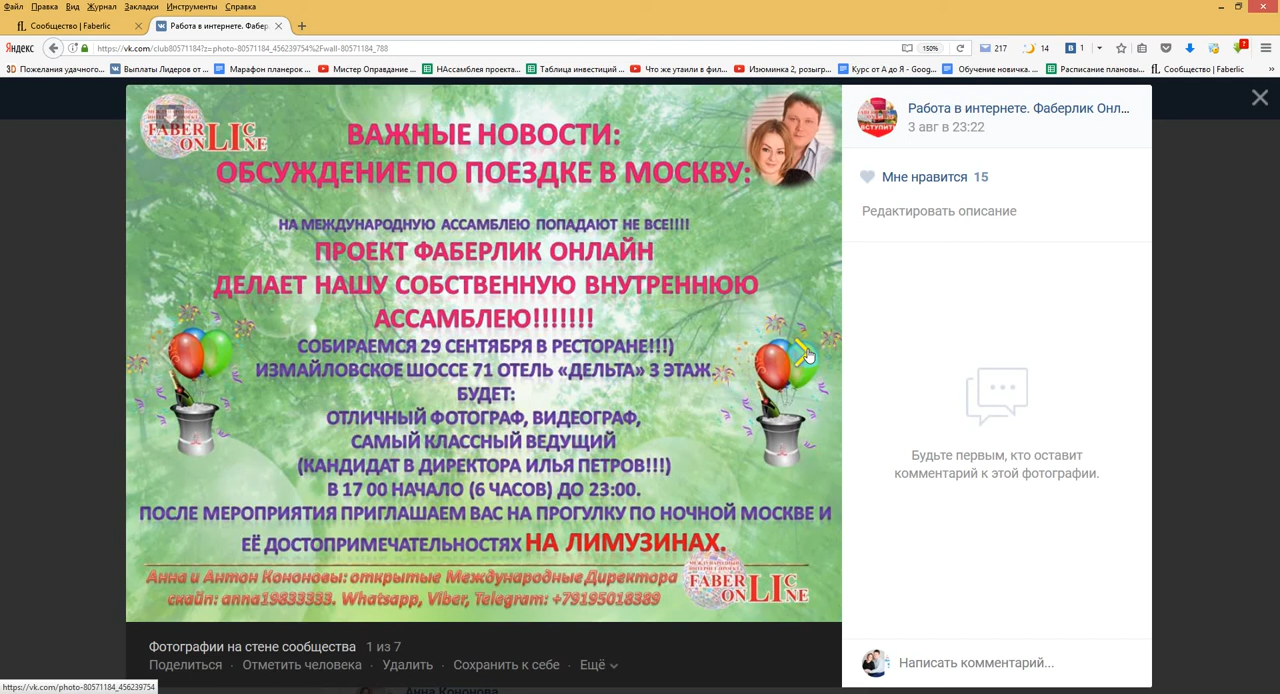 Файл Правка Вид Журнал Закладки Инструменты Справка
Сообщество | Faberlic
Работа в интернете. Фабер
Яндекс
https://vk.com/club80571184?z=photo-80571184_456239754%2Fwall-80571184_788
150%
217
14
1
7
Пожелания удачного...
Выплаты Лидеров от ...
Марафон планерок ...
Мистер Оправдание ...
НАссамблея проекта...
Таблица инвестиций ...
Что же утаили в фил...
Изюминка 2, розыгр...
Курс от А до Я - Goog...
Обучение новичка. ...
Расписание плановы...
Сообщество | Faberlic
FABERLIC
ONLINE
ВАЖНЫЕ НОВОСТИ:
ОБСУЖДЕНИЕ ПО ПОЕЗДКЕ В МОСКВУ:
НА МЕЖДУНАРОДНУЮ АССАМБЛЕЮ ПОПАДАЮТ НЕ ВСЕ!!!!
ПРОЕКТ ФАБЕРЛИК ОНЛАЙН
ДЕЛАЕТ НАШУ СОБСТВЕННУЮ ВНУТРЕННЮЮ
АССАМБЛЕЮ!!!!!!!
СОБИРАЕМСЯ 29 СЕНТЯБРЯ В РЕСТОРАНЕ!!!)
ИЗМАЙЛОВСКОЕ ШОССЕ 71 ОТЕЛЬ «ДЕЛЬТА» 3 ЭТАЖ.
БУДЕТ:
ОТЛИЧНЫЙ ФОТОГРАФ, ВИДЕОГРАФ,
САМЫЙ КЛАССНЫЙ ВЕДУЩИЙ
(КАНДИДАТ В ДИРЕКТОРА ИЛЬЯ ПЕТРОВ!!!)
В 17 00 НАЧАЛО (6 ЧАСОВ) ДО 23:00.
ПОСЛЕ МЕРОПРИЯТИЯ ПРИГЛАШАЕМ ВАС НА ПРОГУЛКУ ПО НОЧНОЙ МОСКВЕ И
ЕЁ ДОСТОПРИМЕЧАТЕЛЬНОСТЯХ НА ЛИМУЗИНАХ.
Анна и Антон Кононовы: открытые Международные Директора
скайп: anna19833333. Whatsapp, Viber, Telegram: +79195018389
FABERLIC
ONLINE
Работа в интернете. Фаберлик Онл...
3 авг в 23:22
Мне нравится 15
Редактировать описание
Будьте первым, кто оставит
комментарий к этой фотографии.
Написать комментарий...
Фотографии на стене сообщества 1 из 7
Поделиться · Отметить человека · Удалить · Сохранить к себе · Ещё
https://vk.com/photo-80571184_456239754
Анна Кононова